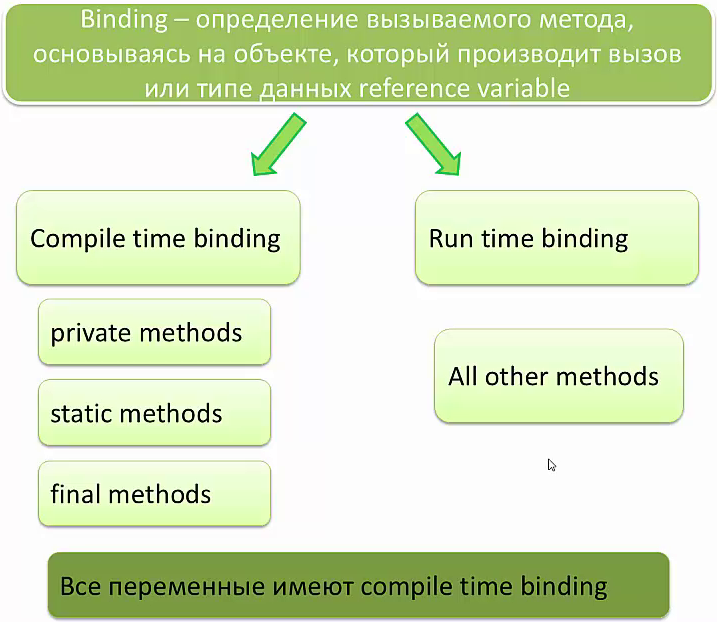 Binding – определение вызываемого метода,
основываясь на объекте, который производит вызов
или типе данных reference variable
Compile time binding
Run time binding
private methods
All other methods
static methods
final methods
Все переменные имеют compile time binding